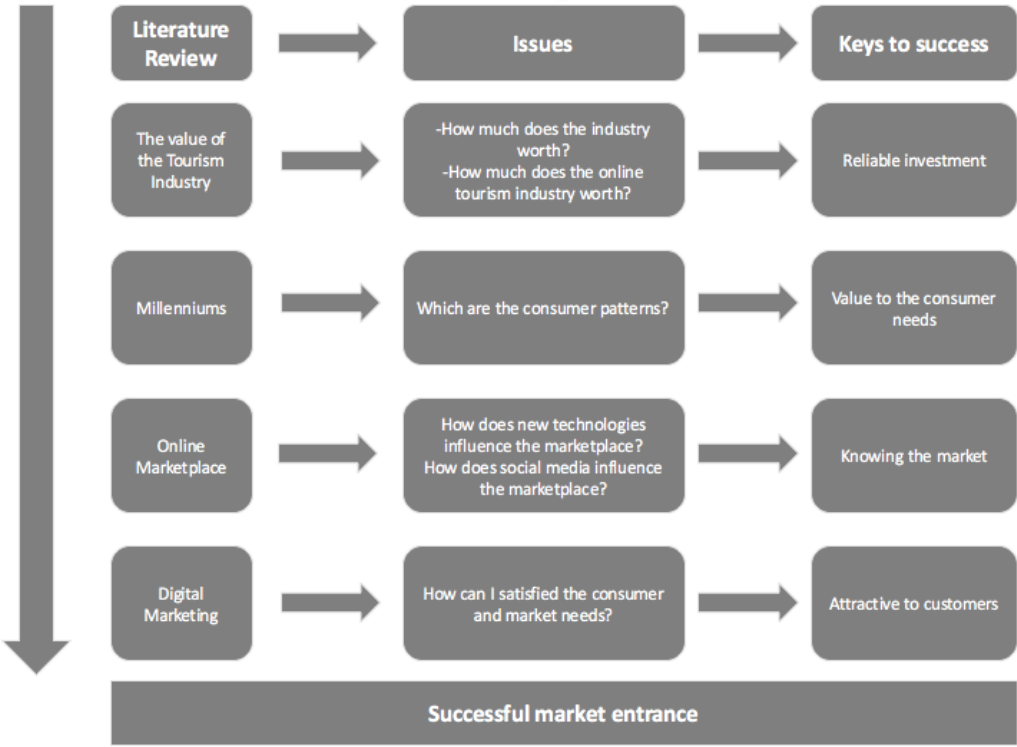 Literature
Review
Issues
Keys to success
The value of
the Tourism
Industry
-How much does the industry
worth?
-How much does the online
tourism industry worth?
Reliable investment
Millenniums
Which are the consumer patterns?
Value to the consumer
needs
Online
Marketplace
How does new technologies
influence the marketplace?
How does social media influence
the marketplace?
Knowing the market
Digital
Marketing
How can I satisfied the consumer
and market needs?
Attractive to customers
Successful market entrance